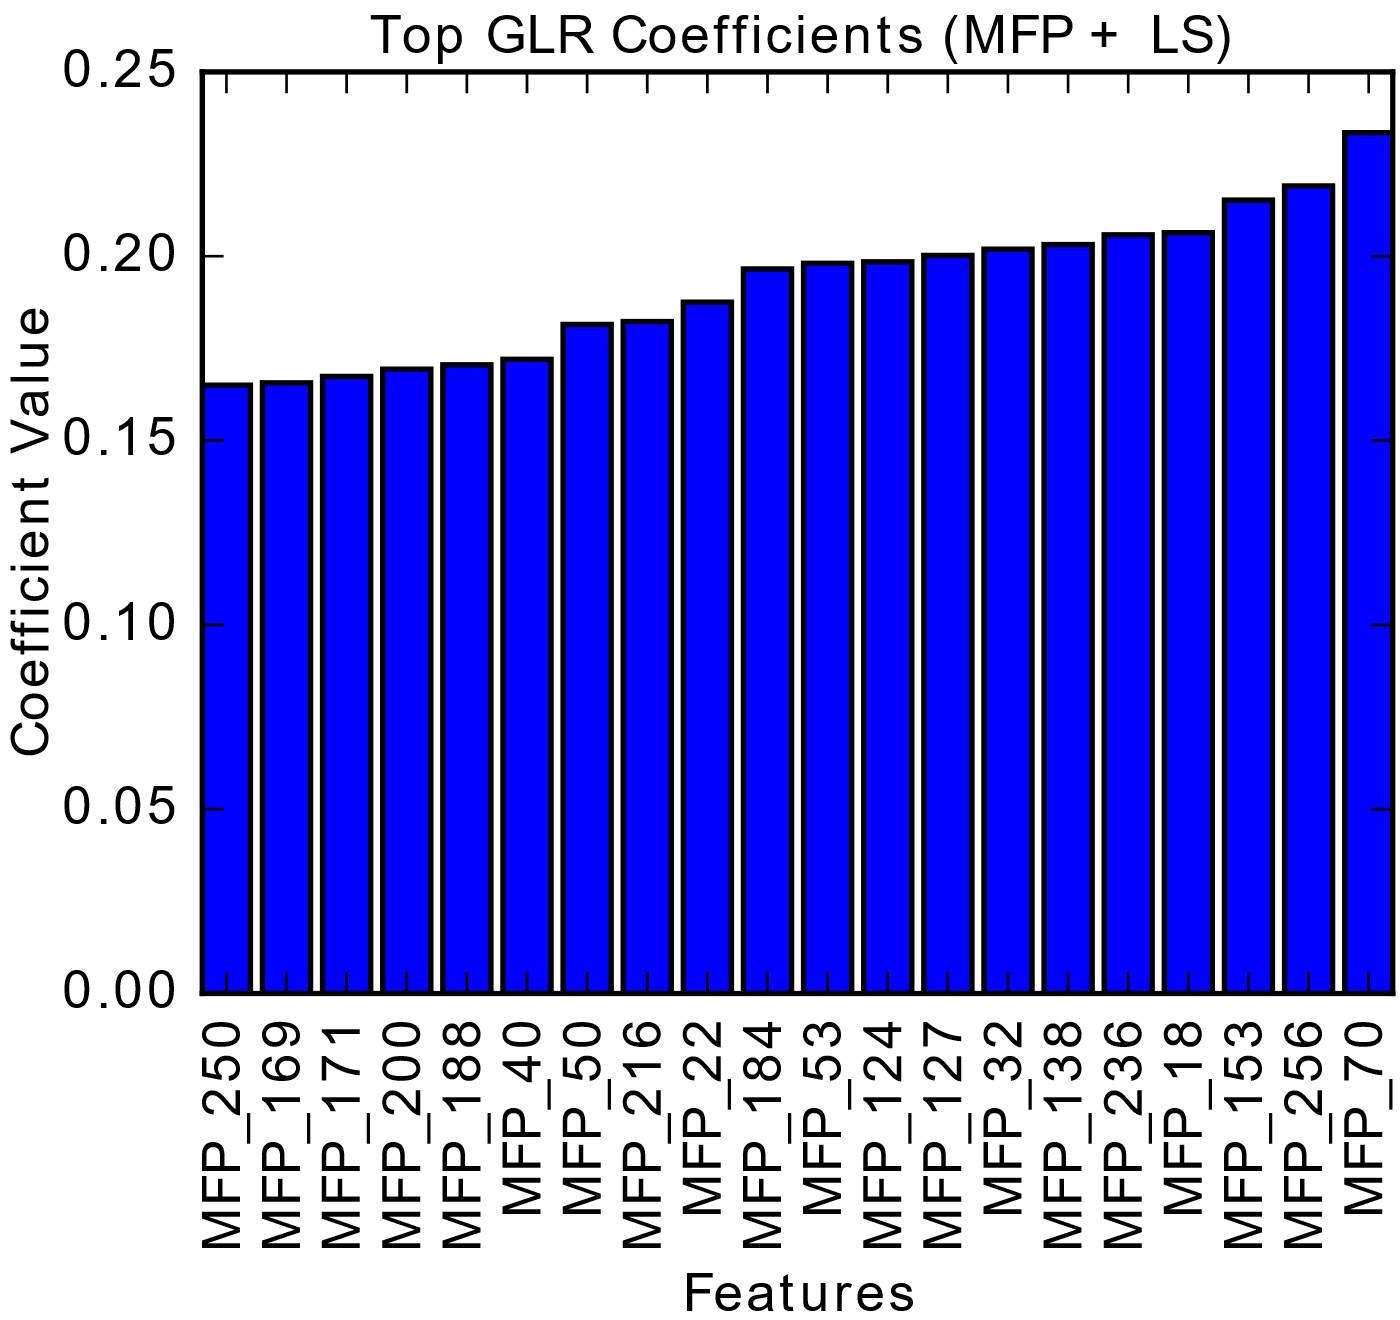 Top GLR Coefficients (MFP + LS)
0.25
0.20
0.15
0.10
0.05
0.00
Coefficient Value
MFP_250
MFP_169
MFP_171
MFP_200
MFP_188
MFP_40
MFP_50
MFP_216
MFP_22
MFP_184
MFP_53
MFP_124
MFP_127
MFP_32
MFP_138
MFP_236
MFP_18
MFP_153
MFP_256
MFP_70
Features